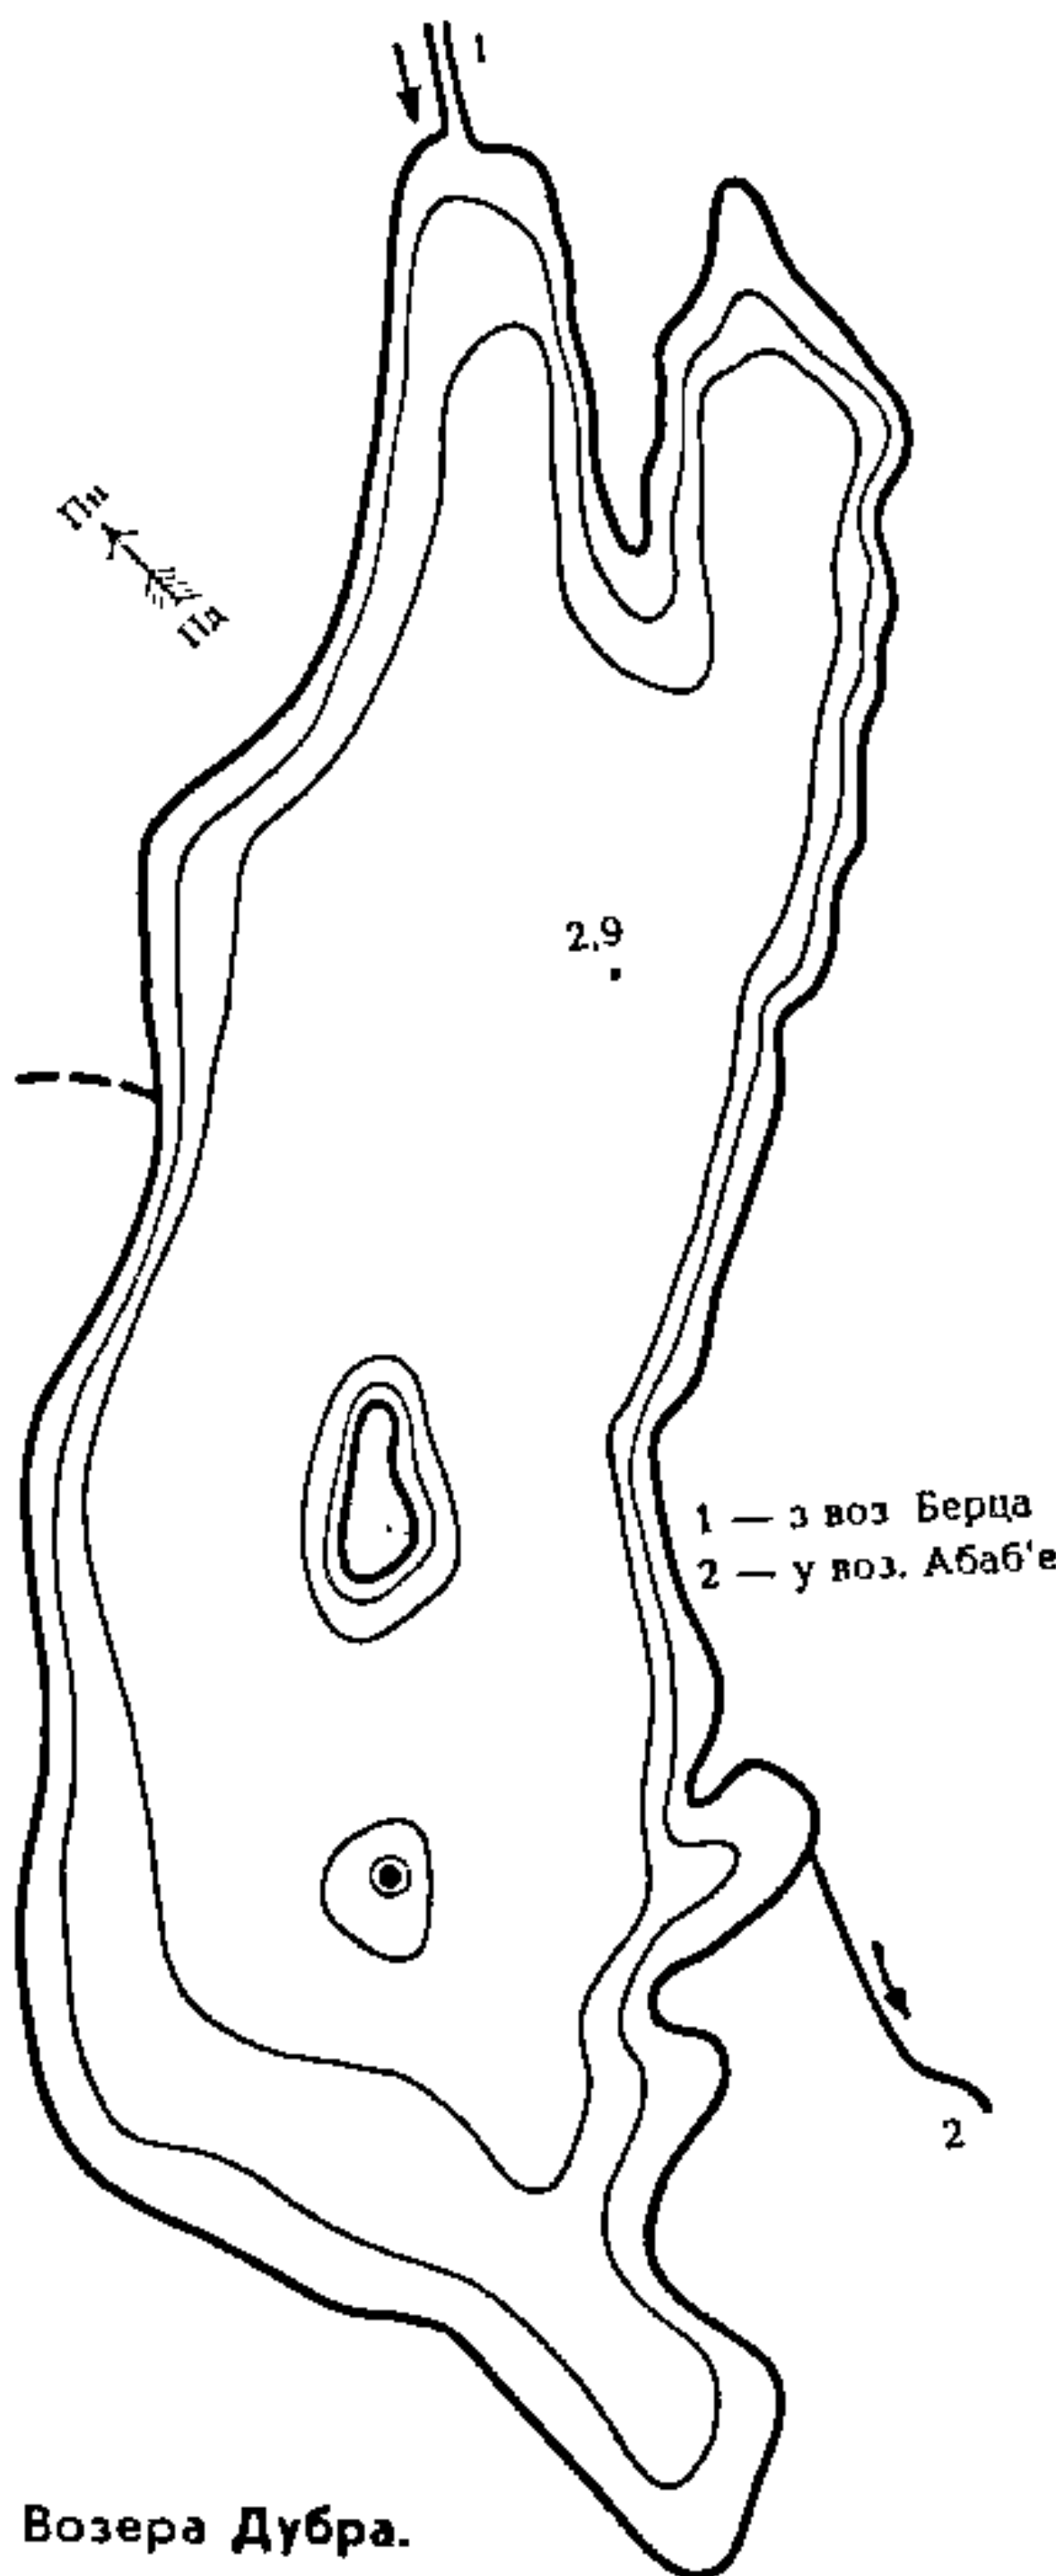 1
Пн
Пд
2.9
1 — з воз Берца
2 — у воз. Абаб'е
2
Возера Дубра.